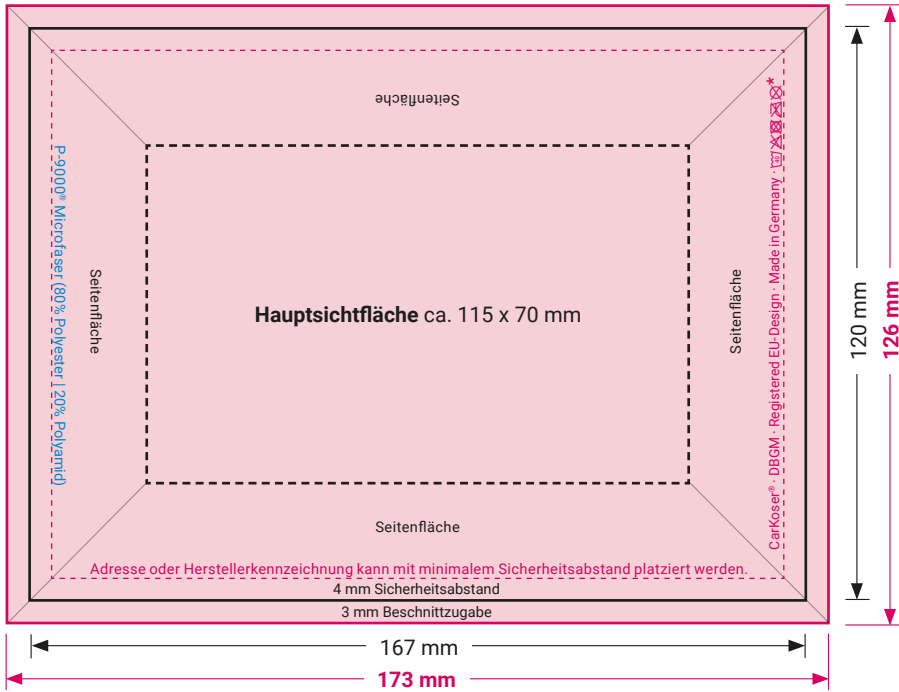 Seitenfläche
P-9000® Microfaser (80% Polyester | 20% Polyamid)
Seitenfläche
Hauptsichtfläche ca. 115 x 70 mm
Seitenfläche
CarKoser® · DBGM · Registered EU-Design · Made in Germany · *
120 mm
126 mm
Seitenfläche
Adresse oder Herstellerkennzeichnung kann mit minimalem Sicherheitsabstand platziert werden.
4 mm Sicherheitsabstand
3 mm Beschnittzugabe
167 mm
173 mm